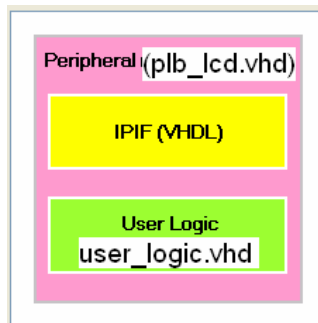 Peripheral (plb_lcd.vhd)
IPIF (VHDL)
User Logic
user_logic.vhd